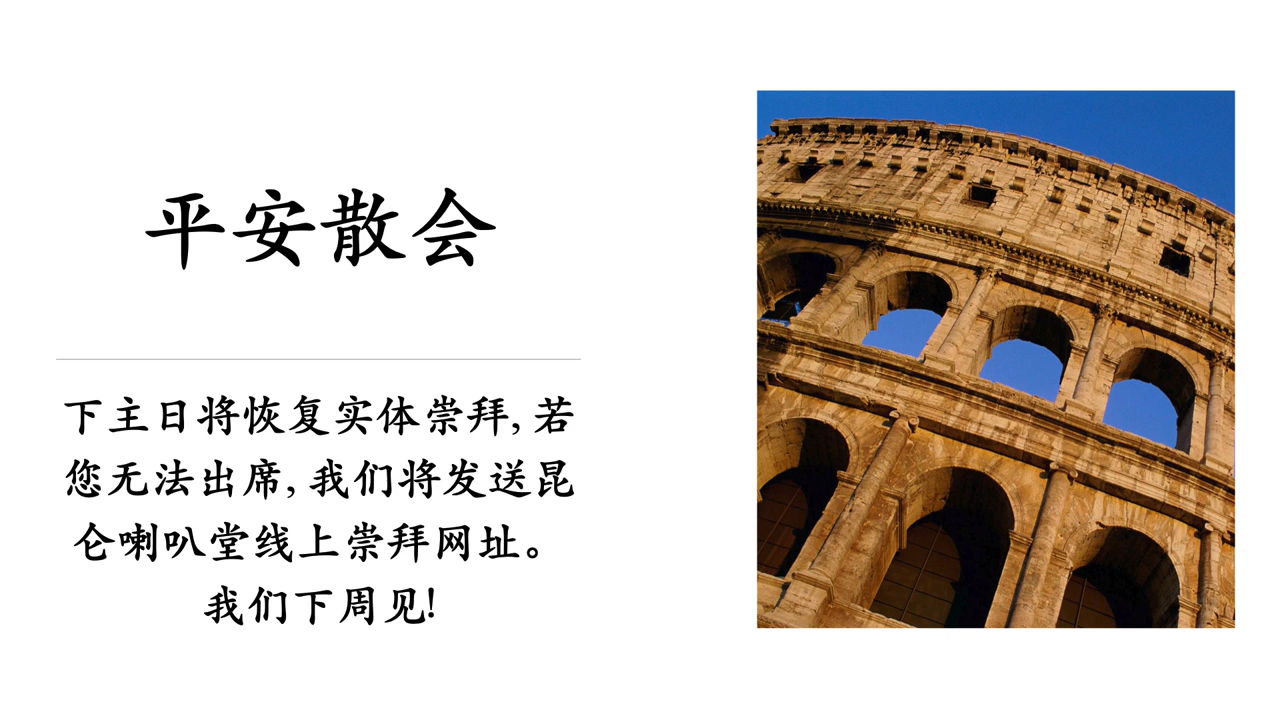 平安散会
下主日将恢复实体崇拜, 若
您无法出席, 我们将发送昆
仑喇叭堂线上崇拜网址。
我们下周见!